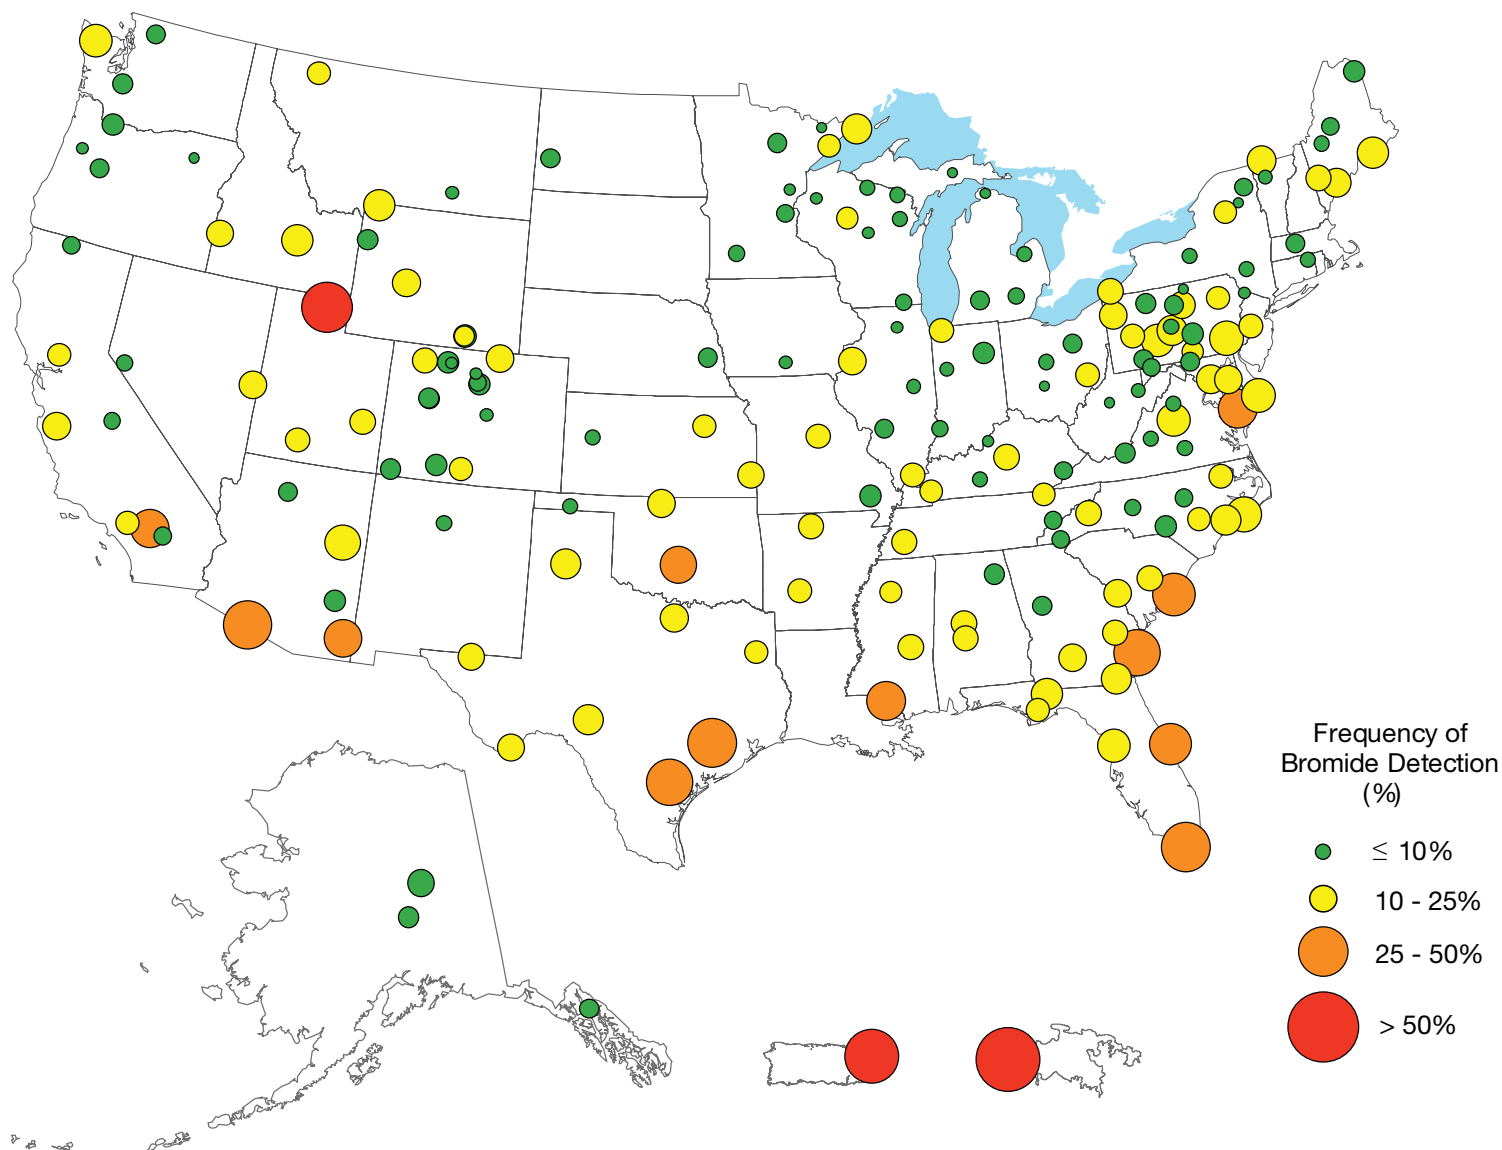 Frequency of
Bromide Detection
(%)
≤ 10%
10 - 25%
25 - 50%
> 50%